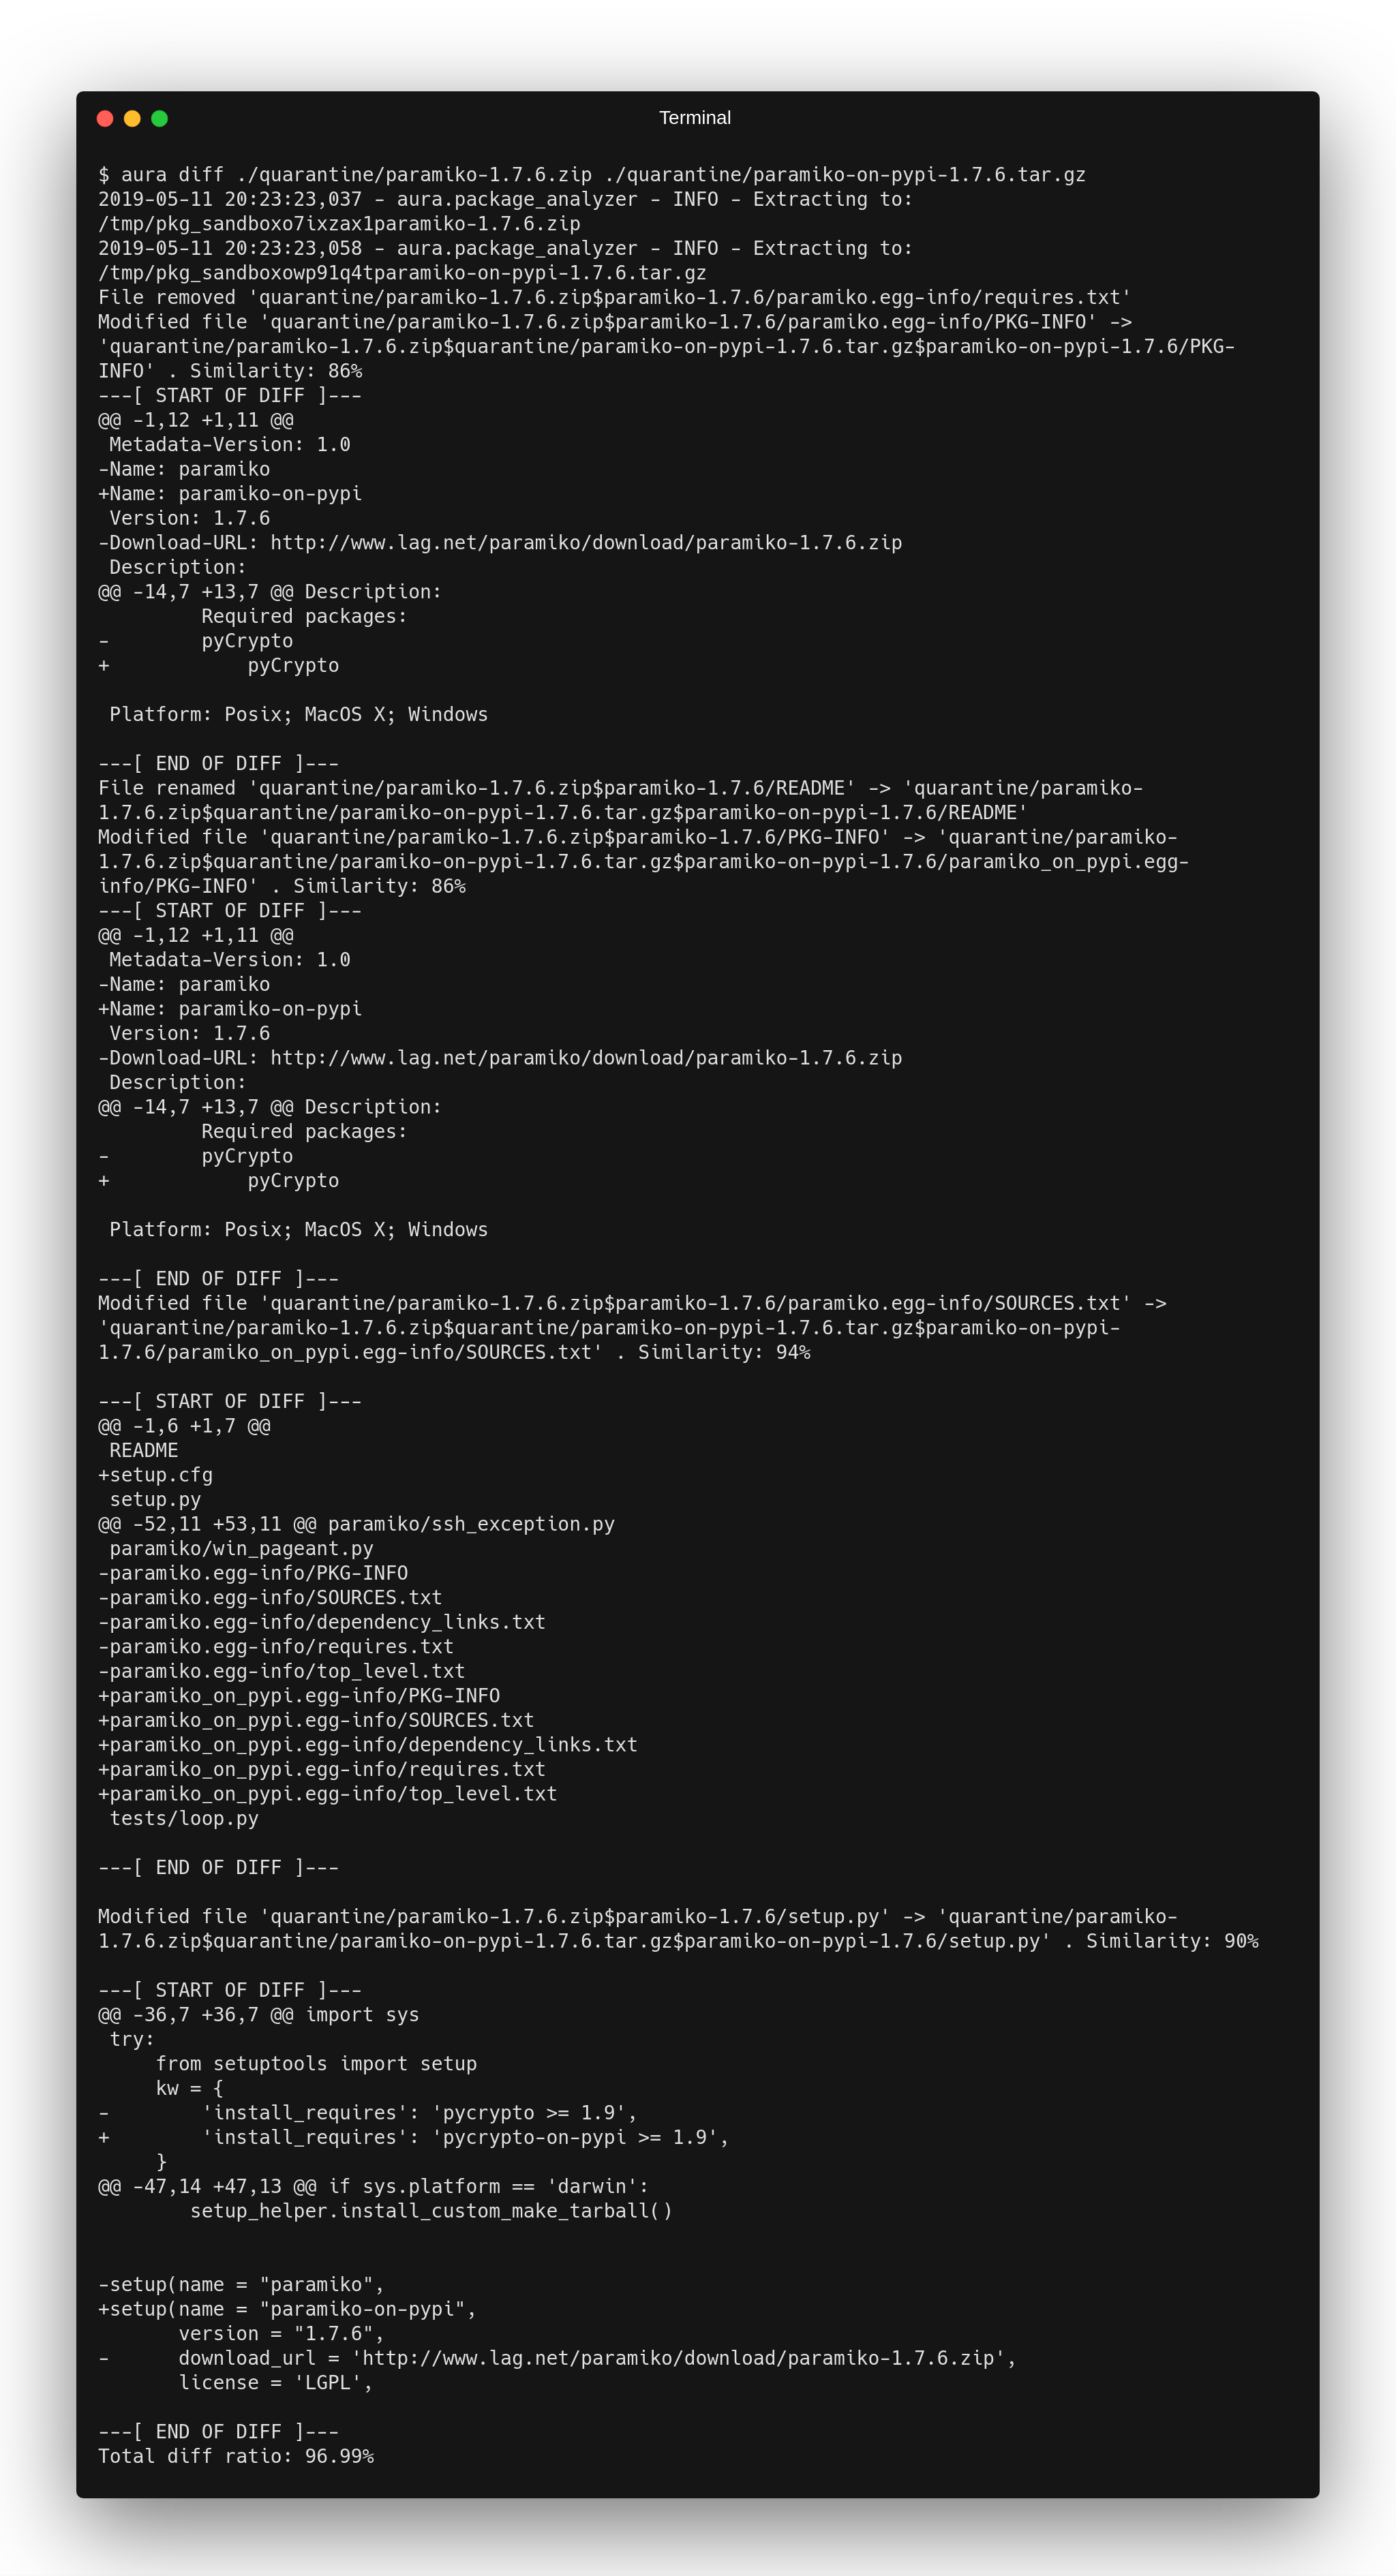 Terminal
$ aura diff ./quarantine/paramiko-1.7.6.zip ./quarantine/paramiko-on-pypi-1.7.6.tar.gz
2019-05-11 20:23:23,037 - aura.package_analyzer - INFO - Extracting to:
/tmp/pkg_sandboxo7ixzax1paramiko-1.7.6.zip
2019-05-11 20:23:23,058 - aura.package_analyzer - INFO - Extracting to:
/tmp/pkg_sandboxowp91q4tparamiko-on-pypi-1.7.6.tar.gz
File removed 'quarantine/paramiko-1.7.6.zip$paramiko-1.7.6/paramiko.egg-info/requires.txt'
Modified file 'quarantine/paramiko-1.7.6.zip$paramiko-1.7.6/paramiko.egg-info/PKG-INFO' ->
'quarantine/paramiko-1.7.6.zip$quarantine/paramiko-on-pypi-1.7.6.tar.gz$paramiko-on-pypi-1.7.6/PKG-
INFO' . Similarity: 86%
---[ START OF DIFF ]---
@@ -1,12 +1,11 @@
 Metadata-Version: 1.0
-Name: paramiko
+Name: paramiko-on-pypi
 Version: 1.7.6
-Download-URL: http://www.lag.net/paramiko/download/paramiko-1.7.6.zip
 Description:
@@ -14,7 +13,7 @@ Description:
         Required packages:
-        pyCrypto
+            pyCrypto

 Platform: Posix; MacOS X; Windows

---[ END OF DIFF ]---
File renamed 'quarantine/paramiko-1.7.6.zip$paramiko-1.7.6/README' -> 'quarantine/paramiko-
1.7.6.zip$quarantine/paramiko-on-pypi-1.7.6.tar.gz$paramiko-on-pypi-1.7.6/README'
Modified file 'quarantine/paramiko-1.7.6.zip$paramiko-1.7.6/PKG-INFO' -> 'quarantine/paramiko-
1.7.6.zip$quarantine/paramiko-on-pypi-1.7.6.tar.gz$paramiko-on-pypi-1.7.6/paramiko_on_pypi.egg-
info/PKG-INFO' . Similarity: 86%
---[ START OF DIFF ]---
@@ -1,12 +1,11 @@
 Metadata-Version: 1.0
-Name: paramiko
+Name: paramiko-on-pypi
 Version: 1.7.6
-Download-URL: http://www.lag.net/paramiko/download/paramiko-1.7.6.zip
 Description:
@@ -14,7 +13,7 @@ Description:
         Required packages:
-        pyCrypto
+            pyCrypto

 Platform: Posix; MacOS X; Windows

---[ END OF DIFF ]---
Modified file 'quarantine/paramiko-1.7.6.zip$paramiko-1.7.6/paramiko.egg-info/SOURCES.txt' ->
'quarantine/paramiko-1.7.6.zip$quarantine/paramiko-on-pypi-1.7.6.tar.gz$paramiko-on-pypi-
1.7.6/paramiko_on_pypi.egg-info/SOURCES.txt' . Similarity: 94%

---[ START OF DIFF ]---
@@ -1,6 +1,7 @@
 README
+setup.cfg
 setup.py
@@ -52,11 +53,11 @@ paramiko/ssh_exception.py
 paramiko/win_pageant.py
-paramiko.egg-info/PKG-INFO
-paramiko.egg-info/SOURCES.txt
-paramiko.egg-info/dependency_links.txt
-paramiko.egg-info/requires.txt
-paramiko.egg-info/top_level.txt
+paramiko_on_pypi.egg-info/PKG-INFO
+paramiko_on_pypi.egg-info/SOURCES.txt
+paramiko_on_pypi.egg-info/dependency_links.txt
+paramiko_on_pypi.egg-info/requires.txt
+paramiko_on_pypi.egg-info/top_level.txt
 tests/loop.py

---[ END OF DIFF ]---

Modified file 'quarantine/paramiko-1.7.6.zip$paramiko-1.7.6/setup.py' -> 'quarantine/paramiko-
1.7.6.zip$quarantine/paramiko-on-pypi-1.7.6.tar.gz$paramiko-on-pypi-1.7.6/setup.py' . Similarity: 90%

---[ START OF DIFF ]---
@@ -36,7 +36,7 @@ import sys
 try:
     from setuptools import setup
     kw = {
-        'install_requires': 'pycrypto >= 1.9',
+        'install_requires': 'pycrypto-on-pypi >= 1.9',
     }
@@ -47,14 +47,13 @@ if sys.platform == 'darwin':
        setup_helper.install_custom_make_tarball()


-setup(name = "paramiko",
+setup(name = "paramiko-on-pypi",
       version = "1.7.6",
-      download_url = 'http://www.lag.net/paramiko/download/paramiko-1.7.6.zip',
       license = 'LGPL',

---[ END OF DIFF ]---
Total diff ratio: 96.99%